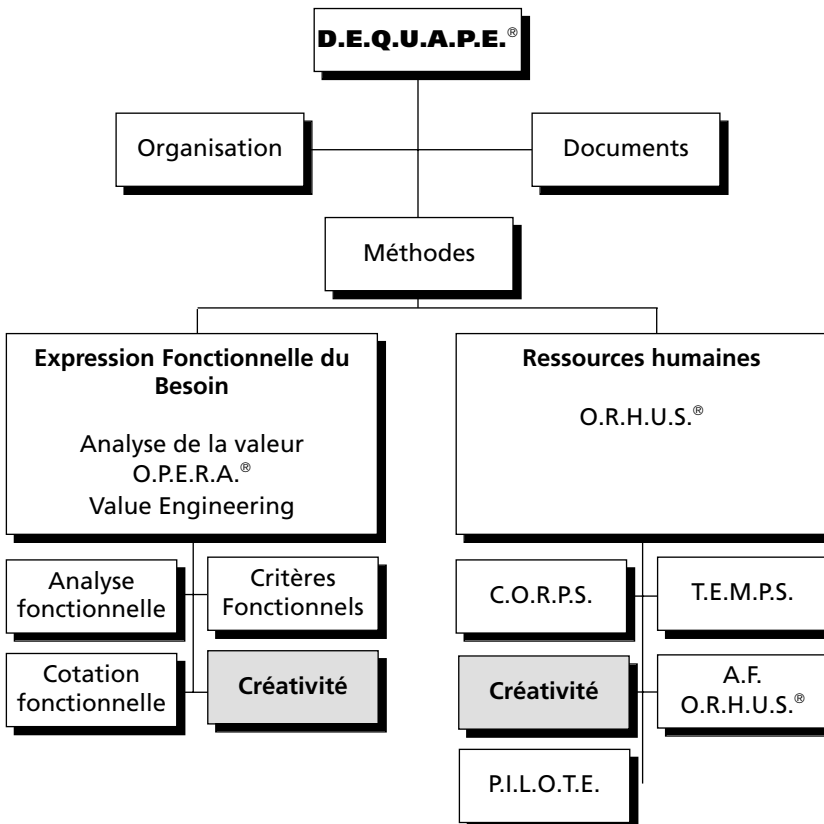 D.E.Q.U.A.P.E.®
Organisation
Documents
Méthodes
Expression Fonctionnelle du
Besoin
Analyse de la valeur
O.P.E.R.A.®
Value Engineering
Ressources humaines
O.R.H.U.S.®
Analyse
fonctionnelle
Critères
Fonctionnels
Cotation
fonctionnelle
Créativité
C.O.R.P.S.
T.E.M.P.S.
Créativité
A.F.
O.R.H.U.S.®
P.I.L.O.T.E.